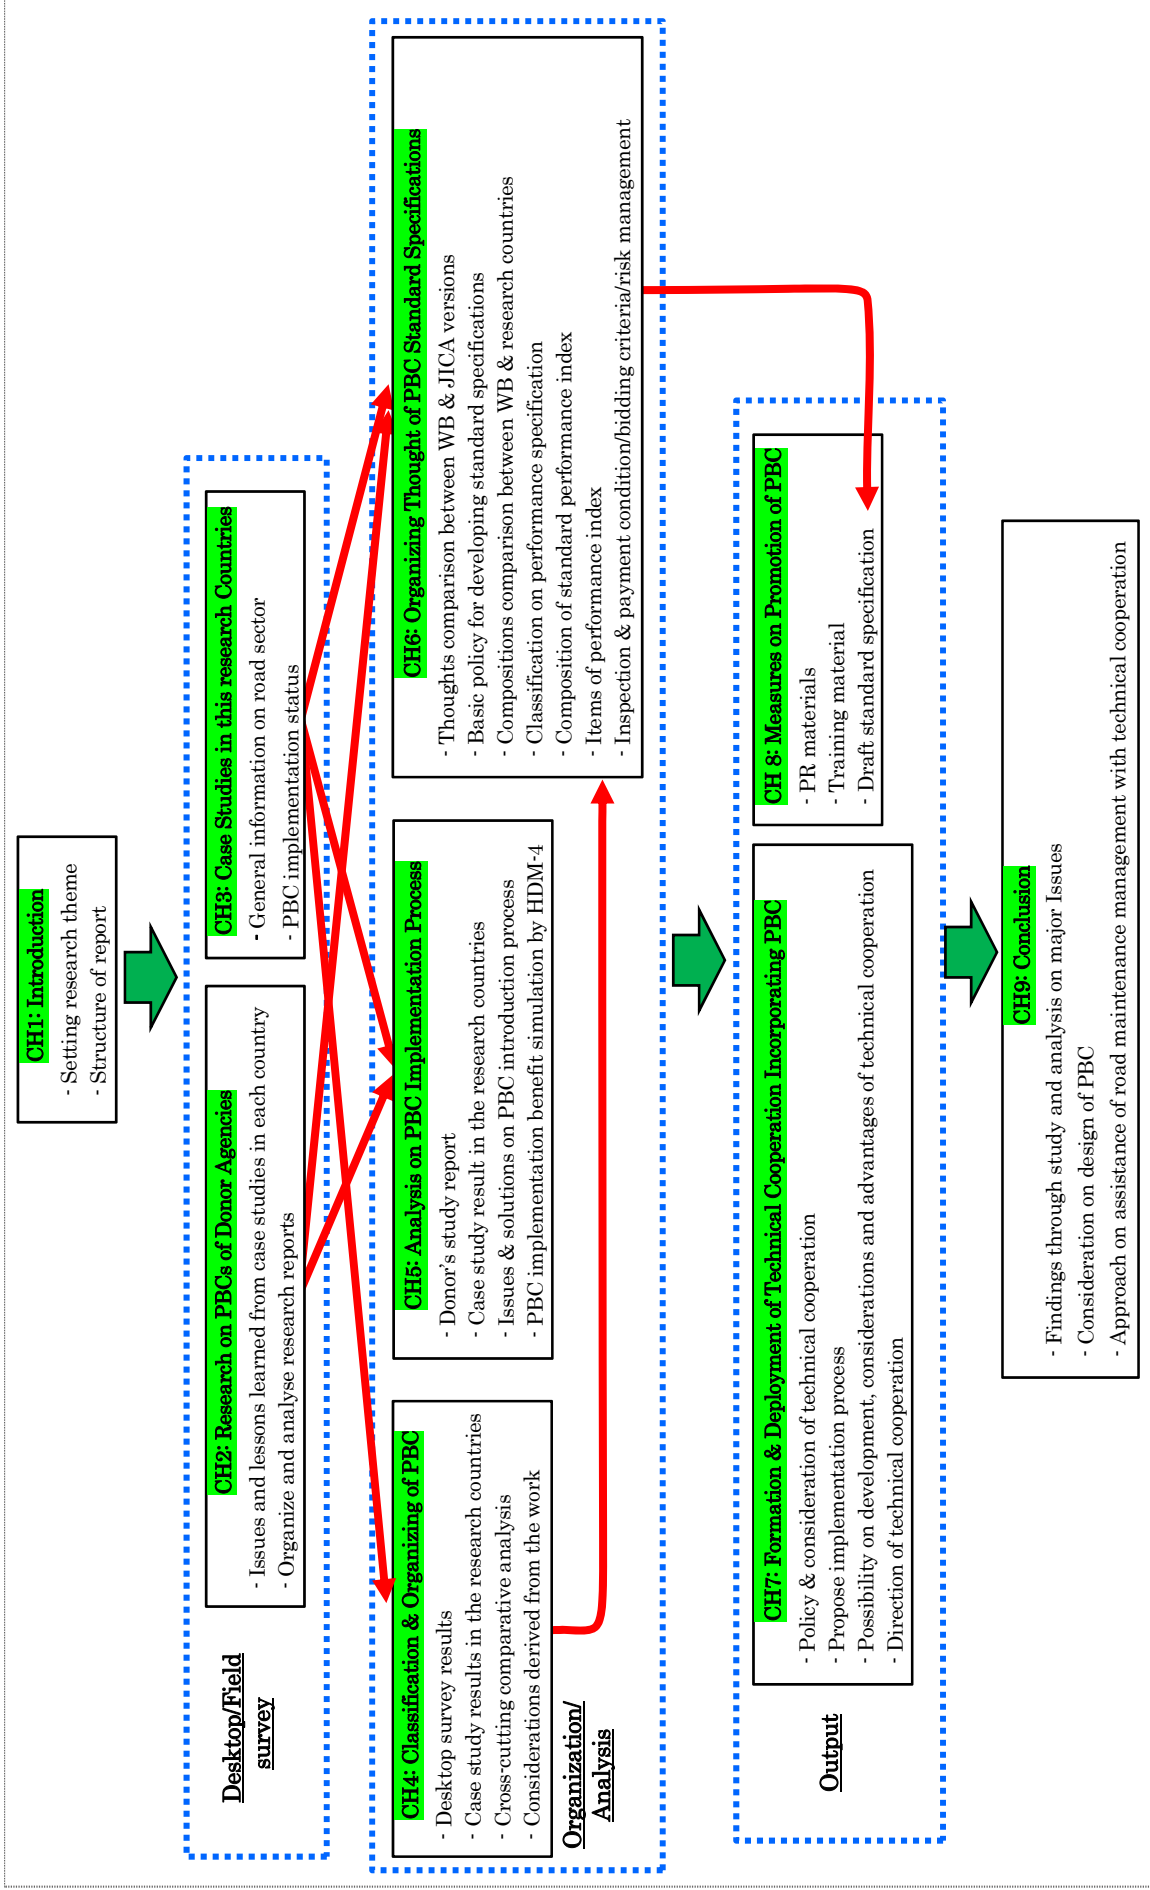 CH1: Introduction
- Setting research theme
- Structure of report
Desktop/Field
survey
CH2: Research on PBCs of Donor Agencies
- Issues and lessons learned from case studies in each country
- Organize and analyse research reports
CH3: Case Studies in this research Countries
- General information on road sector
- PBC implementation status
CH4: Classification & Organizing of PBC
- Desktop survey results
- Case study results in the research countries
- Cross-cutting comparative analysis
- Considerations derived from the work
Organization/
Analysis
CH5: Analysis on PBC Implementation Process
- Donor's study report
- Case study result in the research countries
- Issues & solutions on PBC introduction process
- PBC implementation benefit simulation by HDM-4
CH6: Organizing Thought of PBC Standard Specifications
- Thoughts comparison between WB & JICA versions
- Basic policy for developing standard specifications
- Compositions comparison between WB & research countries
- Classification on performance specification
- Composition of standard performance index
- Items of performance index
- Inspection & payment condition/bidding criteria/risk management
Output
CH7: Formation & Deployment of Technical Cooperation Incorporating PBC
- Policy & consideration of technical cooperation
- Propose implementation process
- Possibility on development, considerations and advantages of technical cooperation
- Direction of technical cooperation
CH 8: Measures on Promotion of PBC
- PR materials
- Training material
- Draft standard specification
CH9: Conclusion
- Findings through study and analysis on major Issues
- Consideration on design of PBC
- Approach on assistance of road maintenance management with technical cooperation